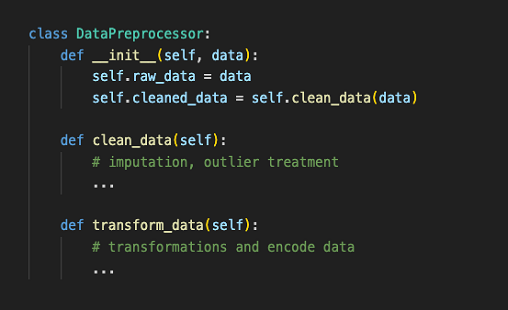 class DataPreprocessor:
    def __init__(self, data):
        self.raw_data = data
        self.cleaned_data = self.clean_data(data)
    def clean_data(self):
        # imputation, outlier treatment
        ...
    def transform_data(self):
        # transformations and encode data
        ...